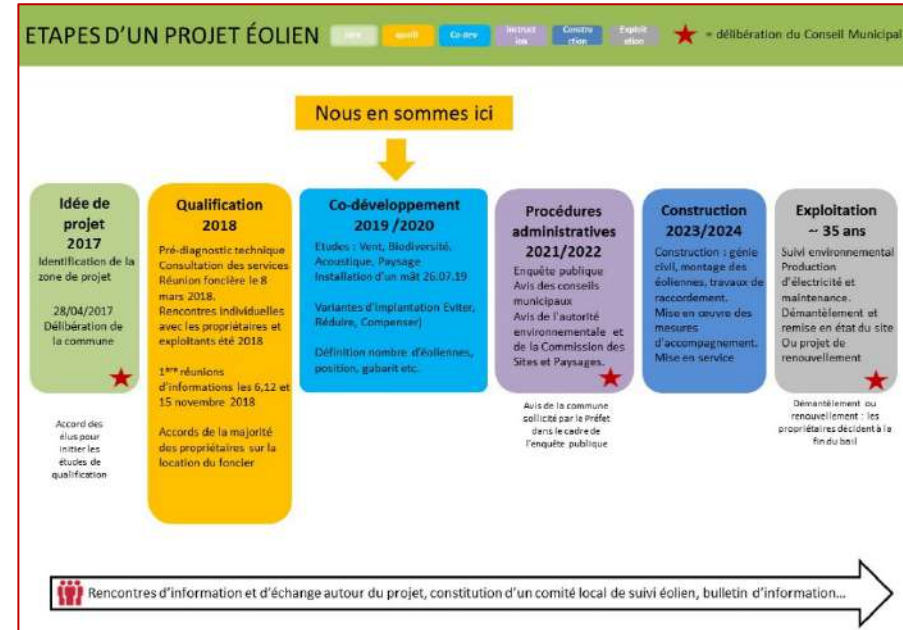 ETAPES D'UN PROJET ÉOLIEN
Idée
qualif
Co-dev
Instruct
ion
Constru
ction
Exploit
ation
= délibération du Conseil Municipal
Nous en sommes ici
Idée de
projet
2017
Identification de la
zone de projet
28/04/2017
Délibération de
la commune
Accord des
élus pour
initier les
études de
qualification
Qualification
2018
Pré-diagnostic technique
Consultation des services
Réunion foncière le 8
mars 2018.
Rencontres individuelles
avec les propriétaires et
exploitants été 2018
1ère réunions
d'informations les 6,12 et
15 novembre 2018
Accords de la majorité
des propriétaires sur la
location du foncier
Co-développement
2019 /2020
Etudes : Vent, Biodiversité,
Acoustique, Paysage
Installation d'un mât 26.07.19
Variantes d'implantation Eviter,
Réduire, Compenser)
Définition nombre d'éoliennes,
position, gabarit etc.
Procédures
administratives
2021/2022
Enquête publique
Avis des conseils
municipaux
Avis de l'autorité
environnementale et
de la Commission des
Sites et Paysages.
Avis de la commune
sollicité par le Préfet
dans le cadre de
l'enquête publique
Construction
2023/2024
Construction : génie
civil, montage des
éoliennes, travaux de
raccordement.
Mise en œuvre des
mesures
d'accompagnement.
Mise en service
Exploitation
~ 35 ans
Suivi environmental
Production
d'électricité et
maintenance.
Démantèlement et
remise en état du site
Ou projet de
renouvellement
Démantèlement ou
renouvellement : les
propriétaires décident à la
fin du bail
Rencontres d'information et d'échange autour du projet, constitution d'un comité local de suivi éolien, bulletin d'information...